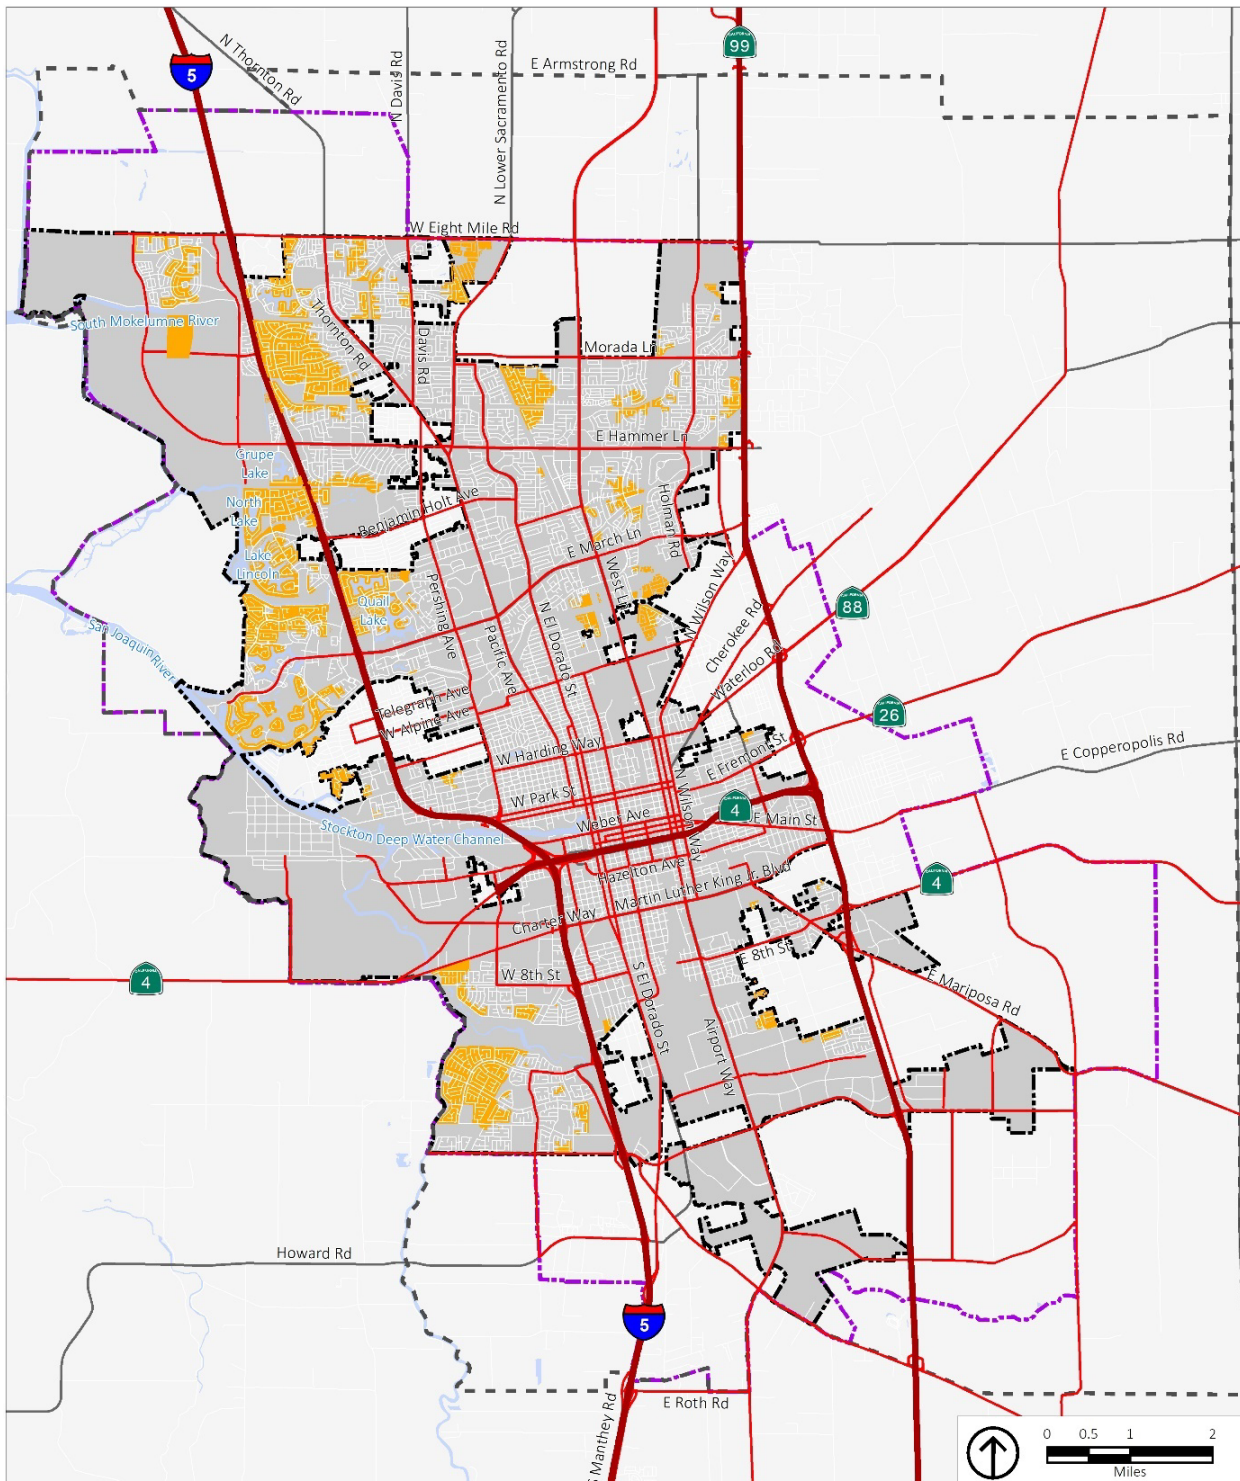 CALIFORNIA
99
N Thornton Rd
5
N Davis Rd
N Lower Sacramento Rd
E Armstrong Rd
W Eight Mile Rd
South Mokelumne River
Thornton Rd
Davis Rd
Morada Ln
E Hammer Ln
Grupe
Lake
North
Lake
Benjamin Holt Ave
Holman Rd
Lake
Lincoln
E March Ln
West Ln
Quail
Lake
Pershing Ave
N El Dorado St
N Wilson Way
Cherokee Rd
CALIFORNIA
88
San Joaquin River
Pacific Ave
Waterloo Rd
Telegraph Ave
W Alpine Ave
CALIFORNIA
26
W Harding Way
E Fremont St
E Copperopolis Rd
W Park St
N Wilson Way
CALIFORNIA
4
Weber Ave
E Main St
Stockton Deep Water Channel
Hazelton Ave
Martin Luther King Jr. Blvd
CALIFORNIA
4
Charter Way
E 8th St
CALIFORNIA
4
W 8th St
S El Dorado St
Airport Way
E Mariposa Rd
Howard Rd
5
E Roth Rd
S Manthey Rd
0 0.5 1 2
Miles